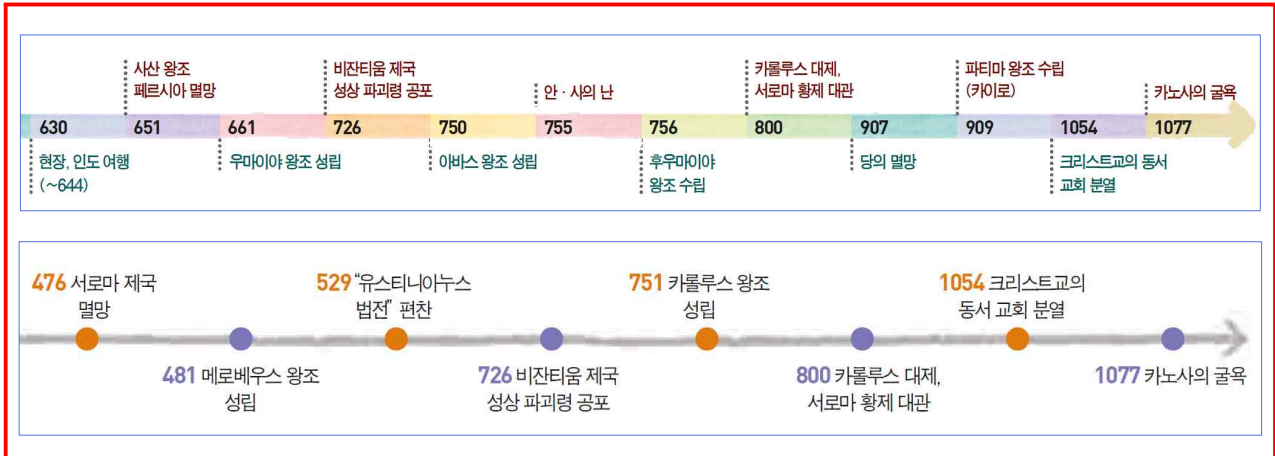 사산 왕조
페르시아 멸망
비잔티움 제국
성상 파괴령 공포
안·사의 난
카롤루스 대제,
서로마 황제 대관
파티마 왕조 수립
(카이로)
카노사의 굴욕
630 651 661 726 750 755 756 800 907 909 1054 1077
현장, 인도 여행
(~644)
우마이야 왕조 성립
아바스 왕조 성립
후우마이야
왕조 수립
당의 멸망
크리스트교의 동서
교회 분열
476 서로마 제국
멸망
529 “유스티니아누스
법전” 편찬
751 카롤루스 왕조
성립
1054 크리스트교의
동서 교회 분열
481 메로베우스 왕조
성립
726 비잔티움 제국
성상 파괴령 공포
800 카롤루스 대제,
서로마 황제 대관
1077 카노사의 굴욕